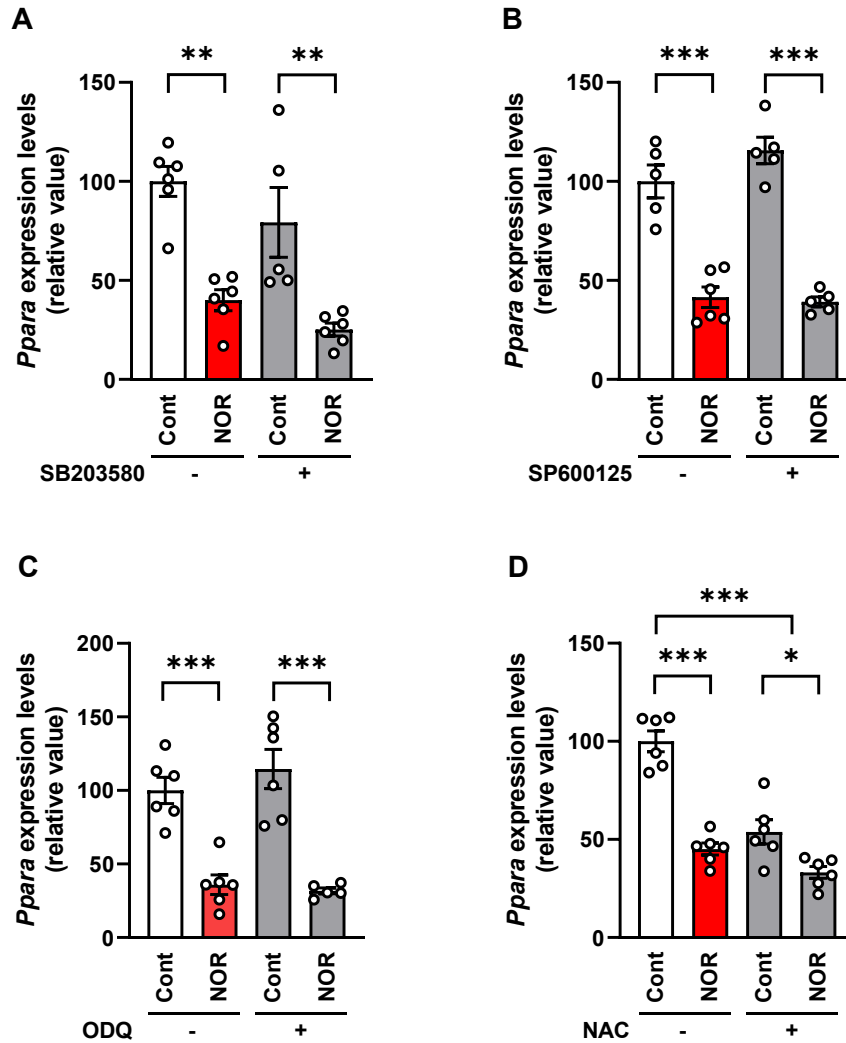 A
** **
Ppara expression levels
(relative value)
150
100
50
0
Cont
NOR
Cont
NOR
SB203580 - +
B
*** ***
Ppara expression levels
(relative value)
150
100
50
0
Cont
NOR
Cont
NOR
SP600125 - +
C
*** ***
Ppara expression levels
(relative value)
200
150
100
50
0
Cont
NOR
Cont
NOR
ODQ - +
D
***
*** *
Ppara expression levels
(relative value)
150
100
50
0
Cont
NOR
Cont
NOR
NAC - +